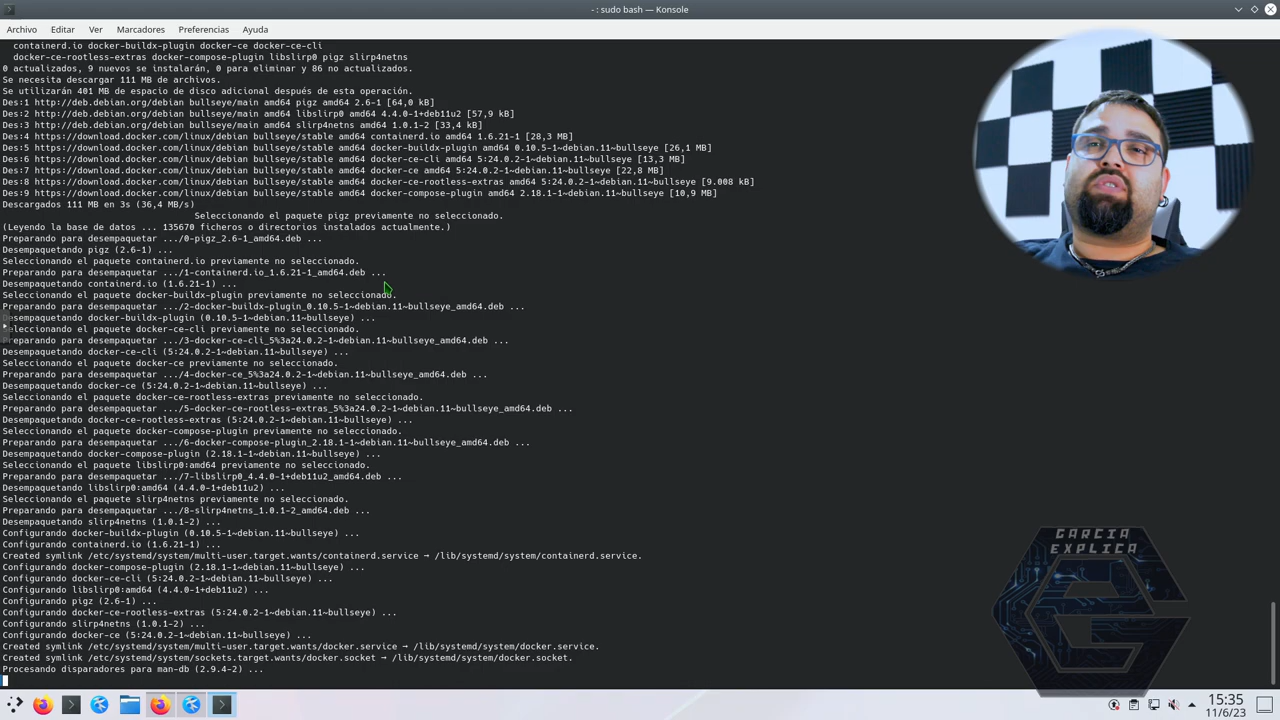 - : sudo bash — Konsole
Archivo Editar Ver Marcadores Preferencias Ayuda
containerd.io docker-buildx-plugin docker-ce docker-ce-cli
docker-ce-rootless-extras docker-compose-plugin libslirp0 pigz slirp4netns
0 actualizados, 9 nuevos se instalarán, 0 para eliminar y 86 no actualizados.
Se necesita descargar 111 MB de archivos.
Se utilizarán 401 MB de espacio de disco adicional después de esta operación.
Des:1 http://deb.debian.org/debian bullseye/main amd64 pigz amd64 2.6-1 [64,0 kB]
Des:2 http://deb.debian.org/debian bullseye/main amd64 libslirp0 amd64 4.4.0-1+deb11u2 [57,9 kB]
Des:3 http://deb.debian.org/debian bullseye/main amd64 slirp4netns amd64 1.0.1-2 [33,4 kB]
Des:4 https://download.docker.com/linux/debian bullseye/stable amd64 containerd.io amd64 1.6.21-1 [28,3 MB]
Des:5 https://download.docker.com/linux/debian bullseye/stable amd64 docker-buildx-plugin amd64 0.10.5-1~debian.11~bullseye [26,1 MB]
Des:6 https://download.docker.com/linux/debian bullseye/stable amd64 docker-ce-cli amd64 5:24.0.2-1~debian.11~bullseye [13,3 MB]
Des:7 https://download.docker.com/linux/debian bullseye/stable amd64 docker-ce amd64 5:24.0.2-1~debian.11~bullseye [22,8 MB]
Des:8 https://download.docker.com/linux/debian bullseye/stable amd64 docker-ce-rootless-extras amd64 5:24.0.2-1~debian.11~bullseye [9.008 kB]
Des:9 https://download.docker.com/linux/debian bullseye/stable amd64 docker-compose-plugin amd64 2.18.1-1~debian.11~bullseye [10,9 MB]
Descargados 111 MB en 3s (36,4 MB/s)
Seleccionando el paquete pigz previamente no seleccionado.
(Leyendo la base de datos ... 135670 ficheros o directorios instalados actualmente.)
Preparando para desempaquetar .../0-pigz_2.6-1_amd64.deb ...
Desempaquetando pigz (2.6-1) ...
Seleccionando el paquete containerd.io previamente no seleccionado.
Preparando para desempaquetar .../1-containerd.io_1.6.21-1_amd64.deb ...
Desempaquetando containerd.io (1.6.21-1) ...
Seleccionando el paquete docker-buildx-plugin previamente no seleccionado.
Preparando para desempaquetar .../2-docker-buildx-plugin_0.10.5-1~debian.11~bullseye_amd64.deb ...
Desempaquetando docker-buildx-plugin (0.10.5-1~debian.11~bullseye) ...
Seleccionando el paquete docker-ce-cli previamente no seleccionado.
Preparando para desempaquetar .../3-docker-ce-cli_5%3a24.0.2-1~debian.11~bullseye_amd64.deb ...
Desempaquetando docker-ce-cli (5:24.0.2-1~debian.11~bullseye) ...
Seleccionando el paquete docker-ce previamente no seleccionado.
Preparando para desempaquetar .../4-docker-ce_5%3a24.0.2-1~debian.11~bullseye_amd64.deb ...
Desempaquetando docker-ce (5:24.0.2-1~debian.11~bullseye) ...
Seleccionando el paquete docker-ce-rootless-extras previamente no seleccionado.
Preparando para desempaquetar .../5-docker-ce-rootless-extras_5%3a24.0.2-1~debian.11~bullseye_amd64.deb ...
Desempaquetando docker-ce-rootless-extras (5:24.0.2-1~debian.11~bullseye) ...
Seleccionando el paquete docker-compose-plugin previamente no seleccionado.
Preparando para desempaquetar .../6-docker-compose-plugin_2.18.1-1~debian.11~bullseye_amd64.deb ...
Desempaquetando docker-compose-plugin (2.18.1-1~debian.11~bullseye) ...
Seleccionando el paquete libslirp0:amd64 previamente no seleccionado.
Preparando para desempaquetar .../7-libslirp0_4.4.0-1+deb11u2_amd64.deb ...
Desempaquetando libslirp0:amd64 (4.4.0-1+deb11u2) ...
Seleccionando el paquete slirp4netns previamente no seleccionado.
Preparando para desempaquetar .../8-slirp4netns_1.0.1-2_amd64.deb ...
Desempaquetando slirp4netns (1.0.1-2) ...
Configurando docker-buildx-plugin (0.10.5-1~debian.11~bullseye) ...
Configurando containerd.io (1.6.21-1) ...
Created symlink /etc/systemd/system/multi-user.target.wants/containerd.service → /lib/systemd/system/containerd.service.
Configurando docker-compose-plugin (2.18.1-1~debian.11~bullseye) ...
Configurando docker-ce-cli (5:24.0.2-1~debian.11~bullseye) ...
Configurando libslirp0:amd64 (4.4.0-1+deb11u2) ...
Configurando pigz (2.6-1) ...
Configurando docker-ce-rootless-extras (5:24.0.2-1~debian.11~bullseye) ...
Configurando slirp4netns (1.0.1-2) ...
Configurando docker-ce (5:24.0.2-1~debian.11~bullseye) ...
Created symlink /etc/systemd/system/multi-user.target.wants/docker.service → /lib/systemd/system/docker.service.
Created symlink /etc/systemd/system/sockets.target.wants/docker.socket → /lib/systemd/system/docker.socket.
Procesando disparadores para man-db (2.9.4-2) ...
GARCIA
EXPLICA
15:35
11/6/23